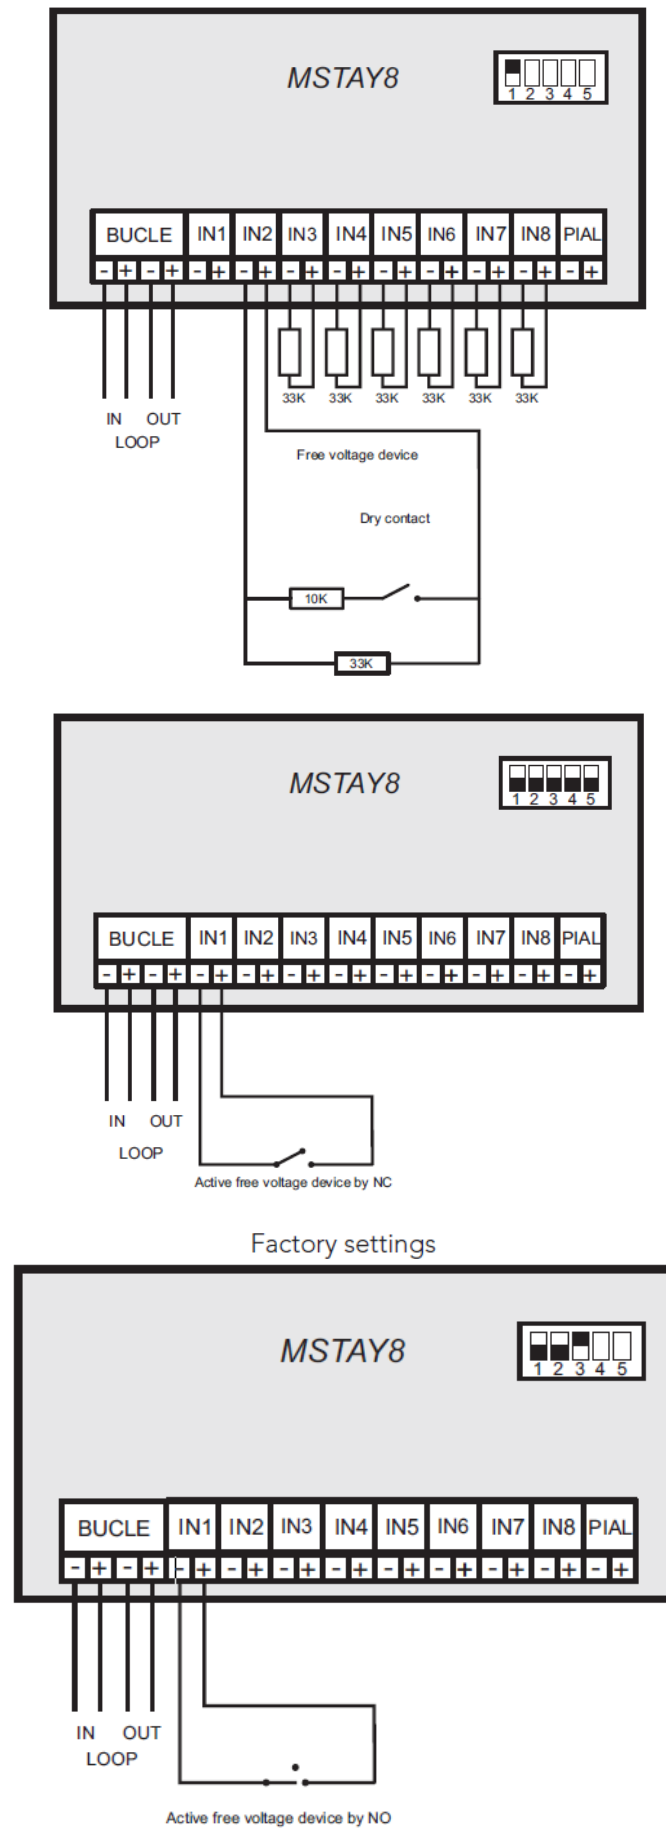 MSTAY8
1 2 3 4 5
BUCLE IN1 IN2 IN3 IN4 IN5 IN6 IN7 IN8 PIAL
- + - + - + - + - + - + - + - + - + - + - +
33K 33K 33K 33K 33K 33K
IN OUT
LOOP
Free voltage device
Dry contact
10K
33K
MSTAY8
1 2 3 4 5
BUCLE IN1 IN2 IN3 IN4 IN5 IN6 IN7 IN8 PIAL
- + - + - + - + - + - + - + - + - + - + - +
IN OUT
LOOP
Active free voltage device by NC
Factory settings
MSTAY8
1 2 3 4 5
BUCLE IN1 IN2 IN3 IN4 IN5 IN6 IN7 IN8 PIAL
- + - + - + - + - + - + - + - + - + - + - +
IN OUT
LOOP
Active free voltage device by NO